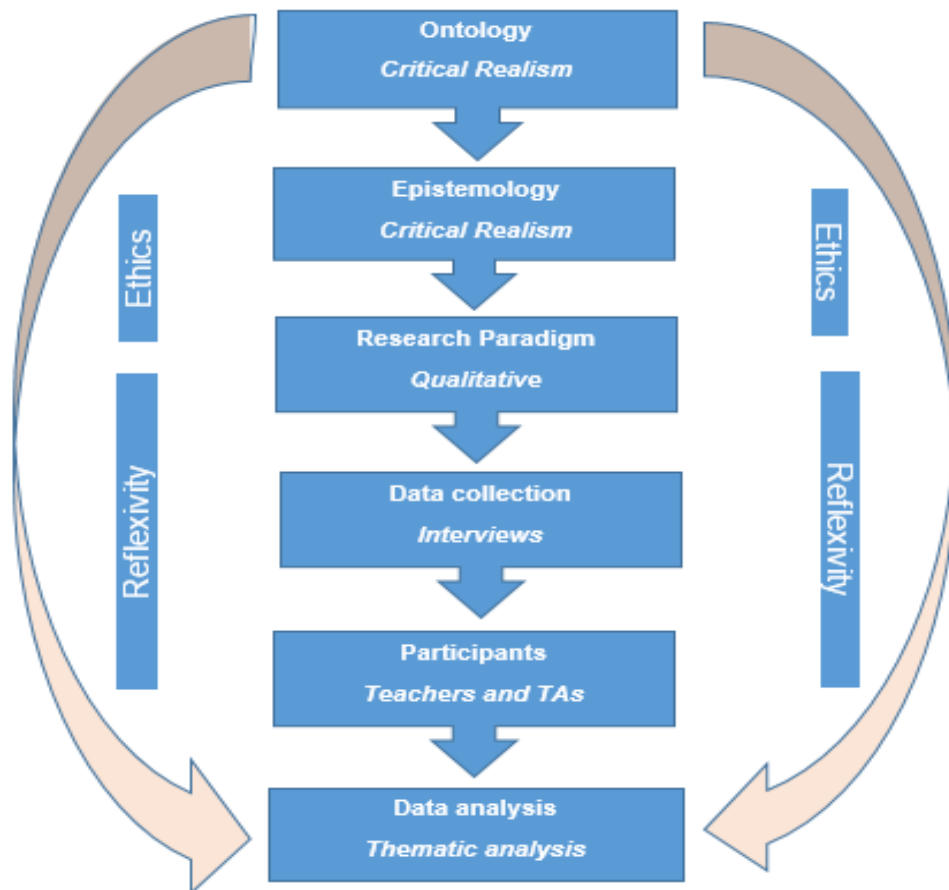 Ontology
Critical Realism
Epistemology
Critical Realism
Ethics
Ethics
Research Paradigm
Qualitative
Reflexivity
Reflexivity
Data collection
Interviews
Participants
Teachers and TAs
Data analysis
Thematic analysis